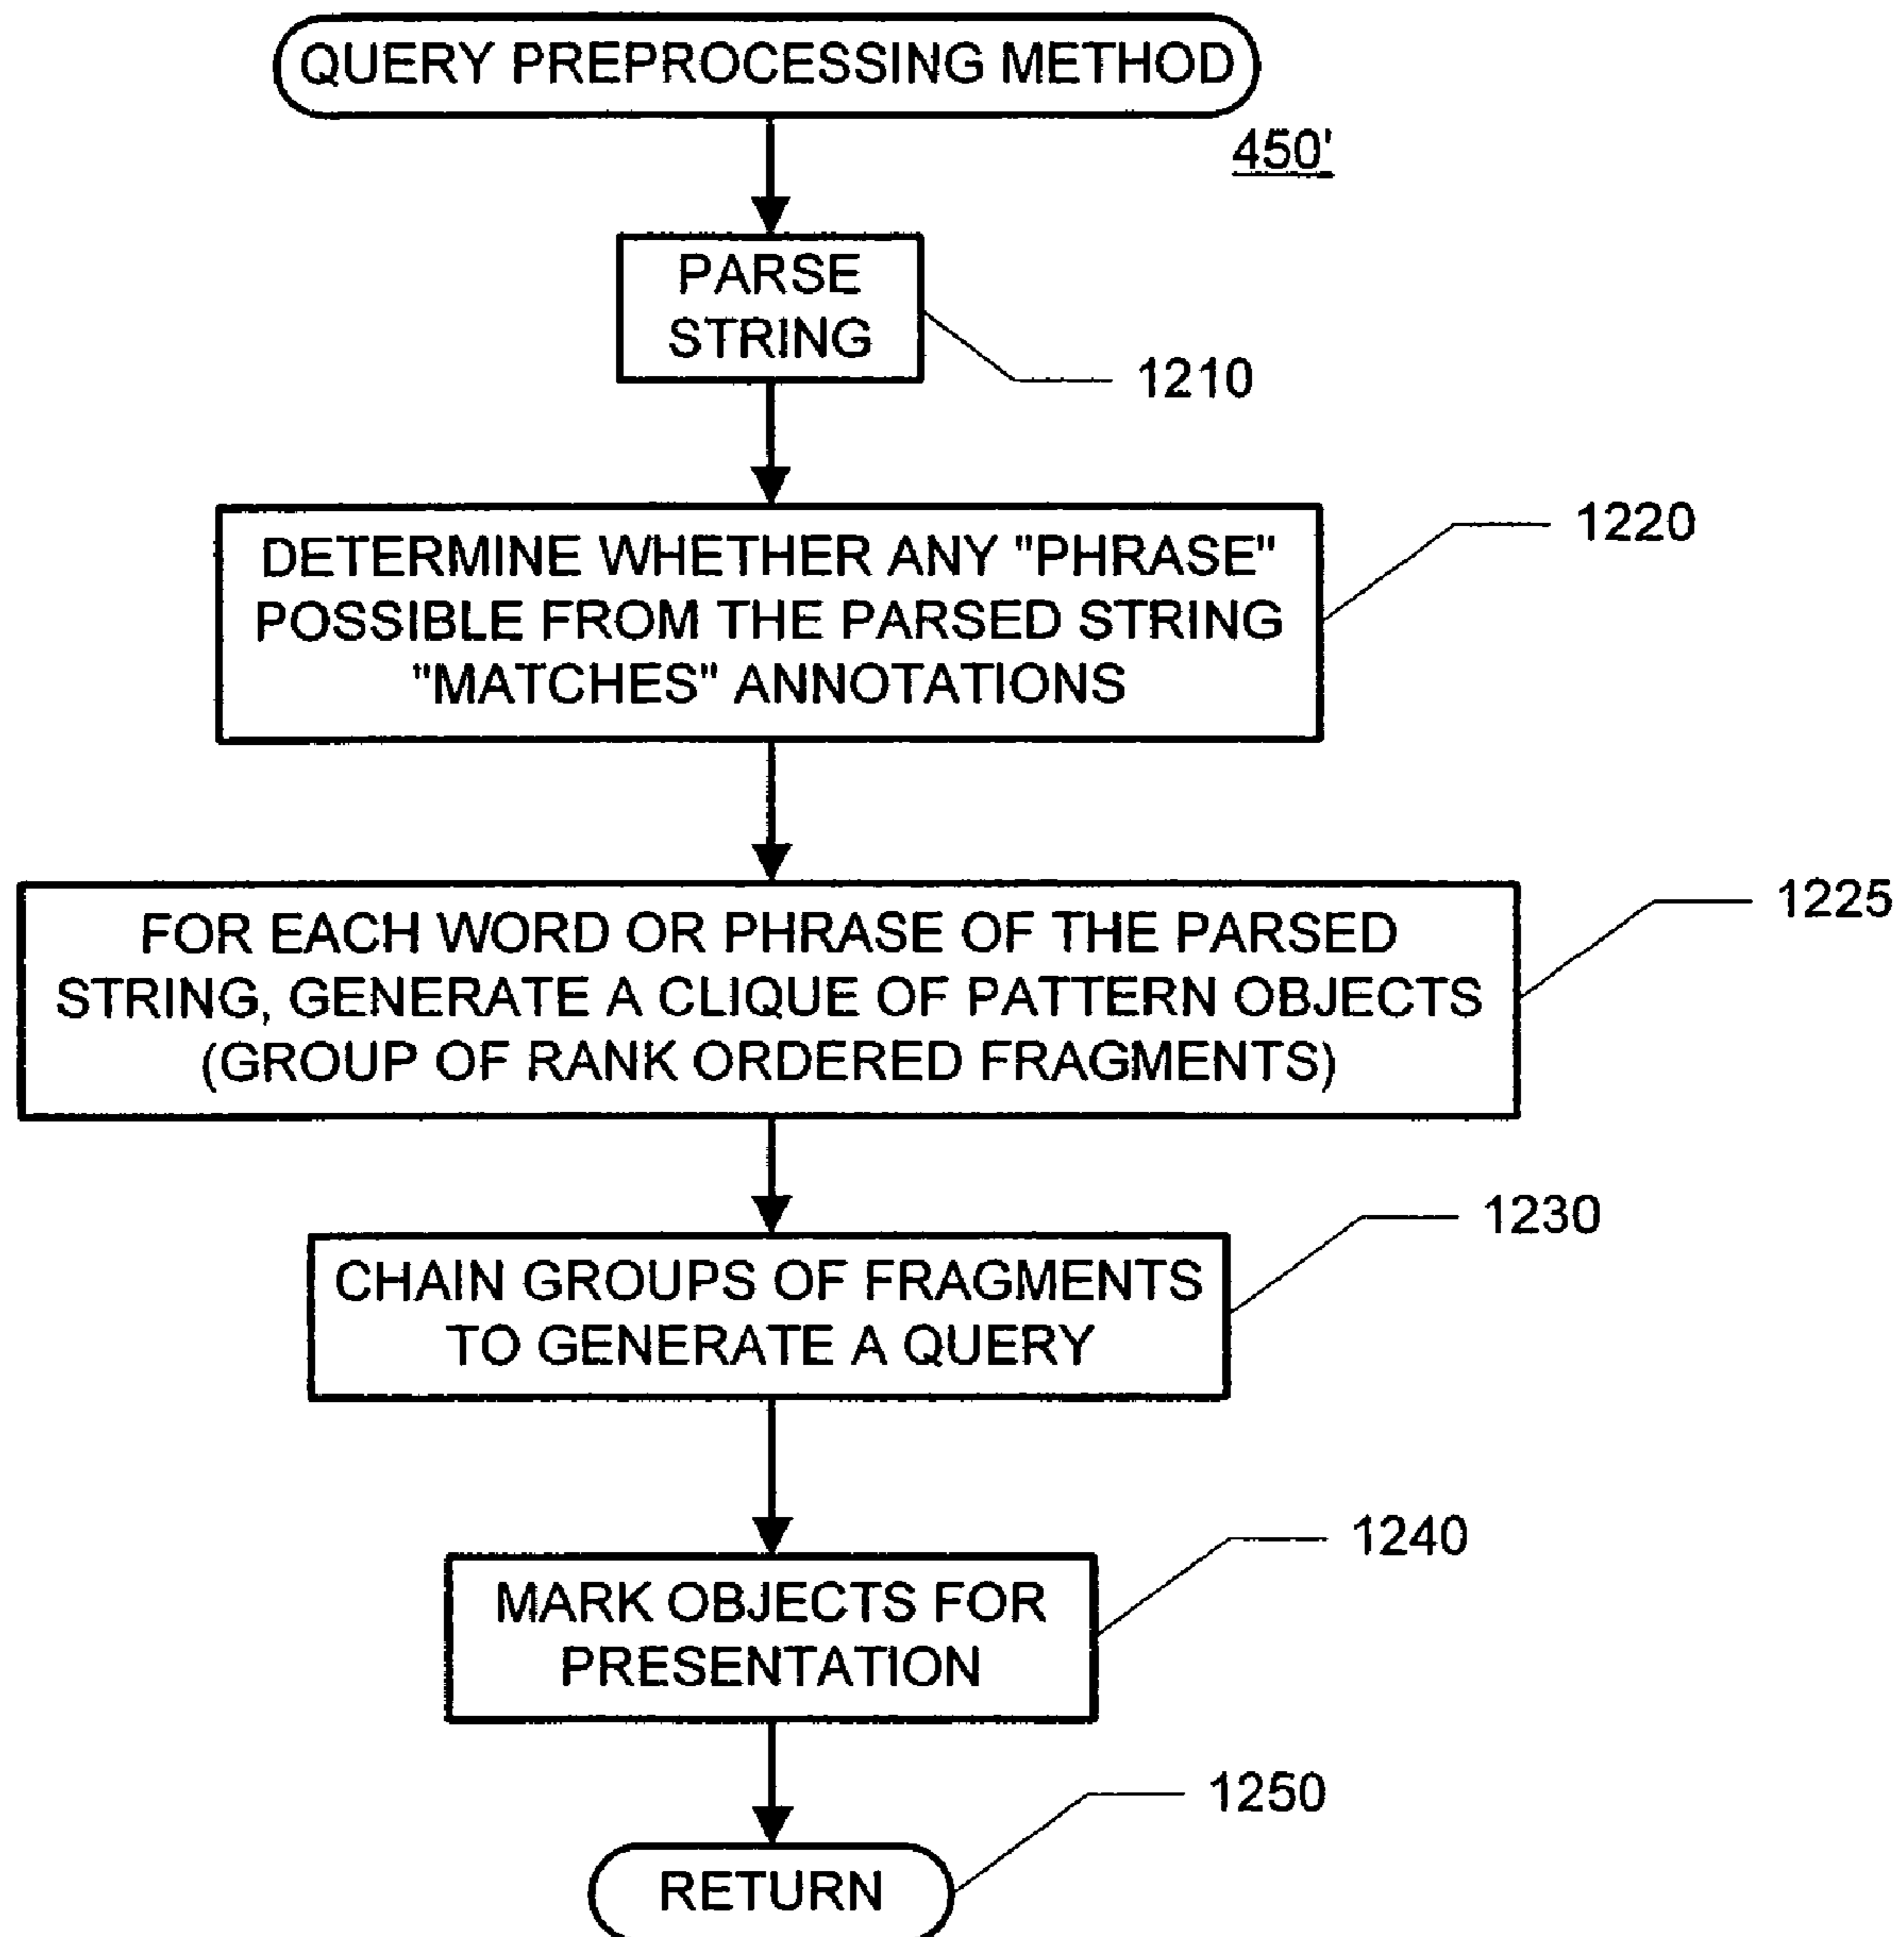 QUERY PREPROCESSING METHOD
450'
PARSE
STRING
1210
DETERMINE WHETHER ANY "PHRASE"
POSSIBLE FROM THE PARSED STRING
"MATCHES" ANNOTATIONS
1220
FOR EACH WORD OR PHRASE OF THE PARSED
STRING, GENERATE A CLIQUE OF PATTERN OBJECTS
(GROUP OF RANK ORDERED FRAGMENTS)
1225
CHAIN GROUPS OF FRAGMENTS
TO GENERATE A QUERY
1230
MARK OBJECTS FOR
PRESENTATION
1240
RETURN
1250